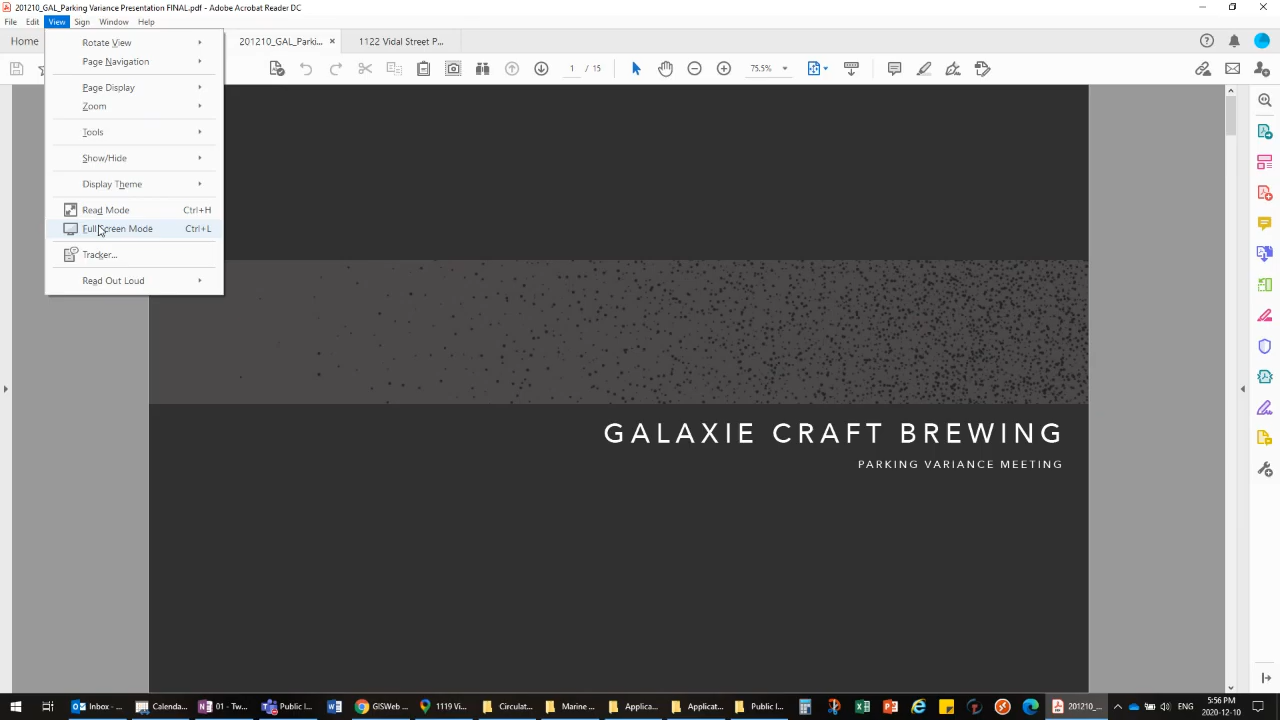 201210_GAL_Parking Variance Presentation FINAL.pdf - Adobe Acrobat Reader DC
File Edit View Sign Window Help
Home 201210_GAL_Parki... × 1122 Vidal Street P...
1 / 15 75.5%
Rotate View
Page Navigation
Page Display
Zoom
Tools
Show/Hide
Display Theme
Read Mode Ctrl+H
Full Screen Mode Ctrl+L
Tracker...
Read Out Loud
GALAXIE CRAFT BREWING
PARKING VARIANCE MEETING
Inbox - ... Calenda... 01 - Tw... Public I... GISWeb ... 1119 Vi... Circulat... Marine ... Applica... Applicat... Public I... 201210_... ENG
5:56 PM
2020-12-10